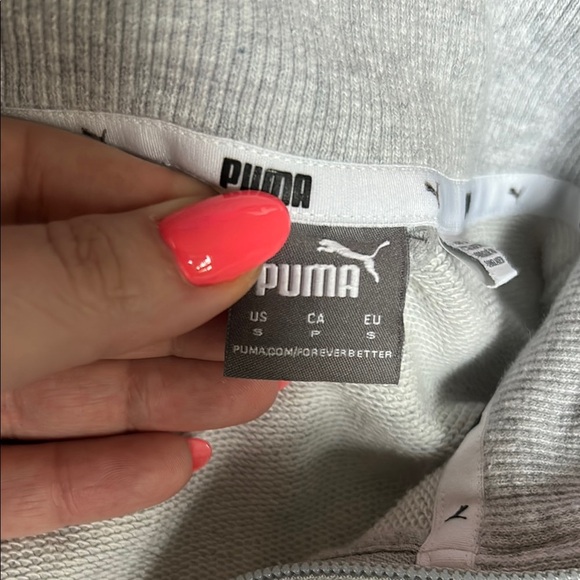 PUMA
PUMA
US CA EU
S P S
PUMA.COM/FOREVERBETTER